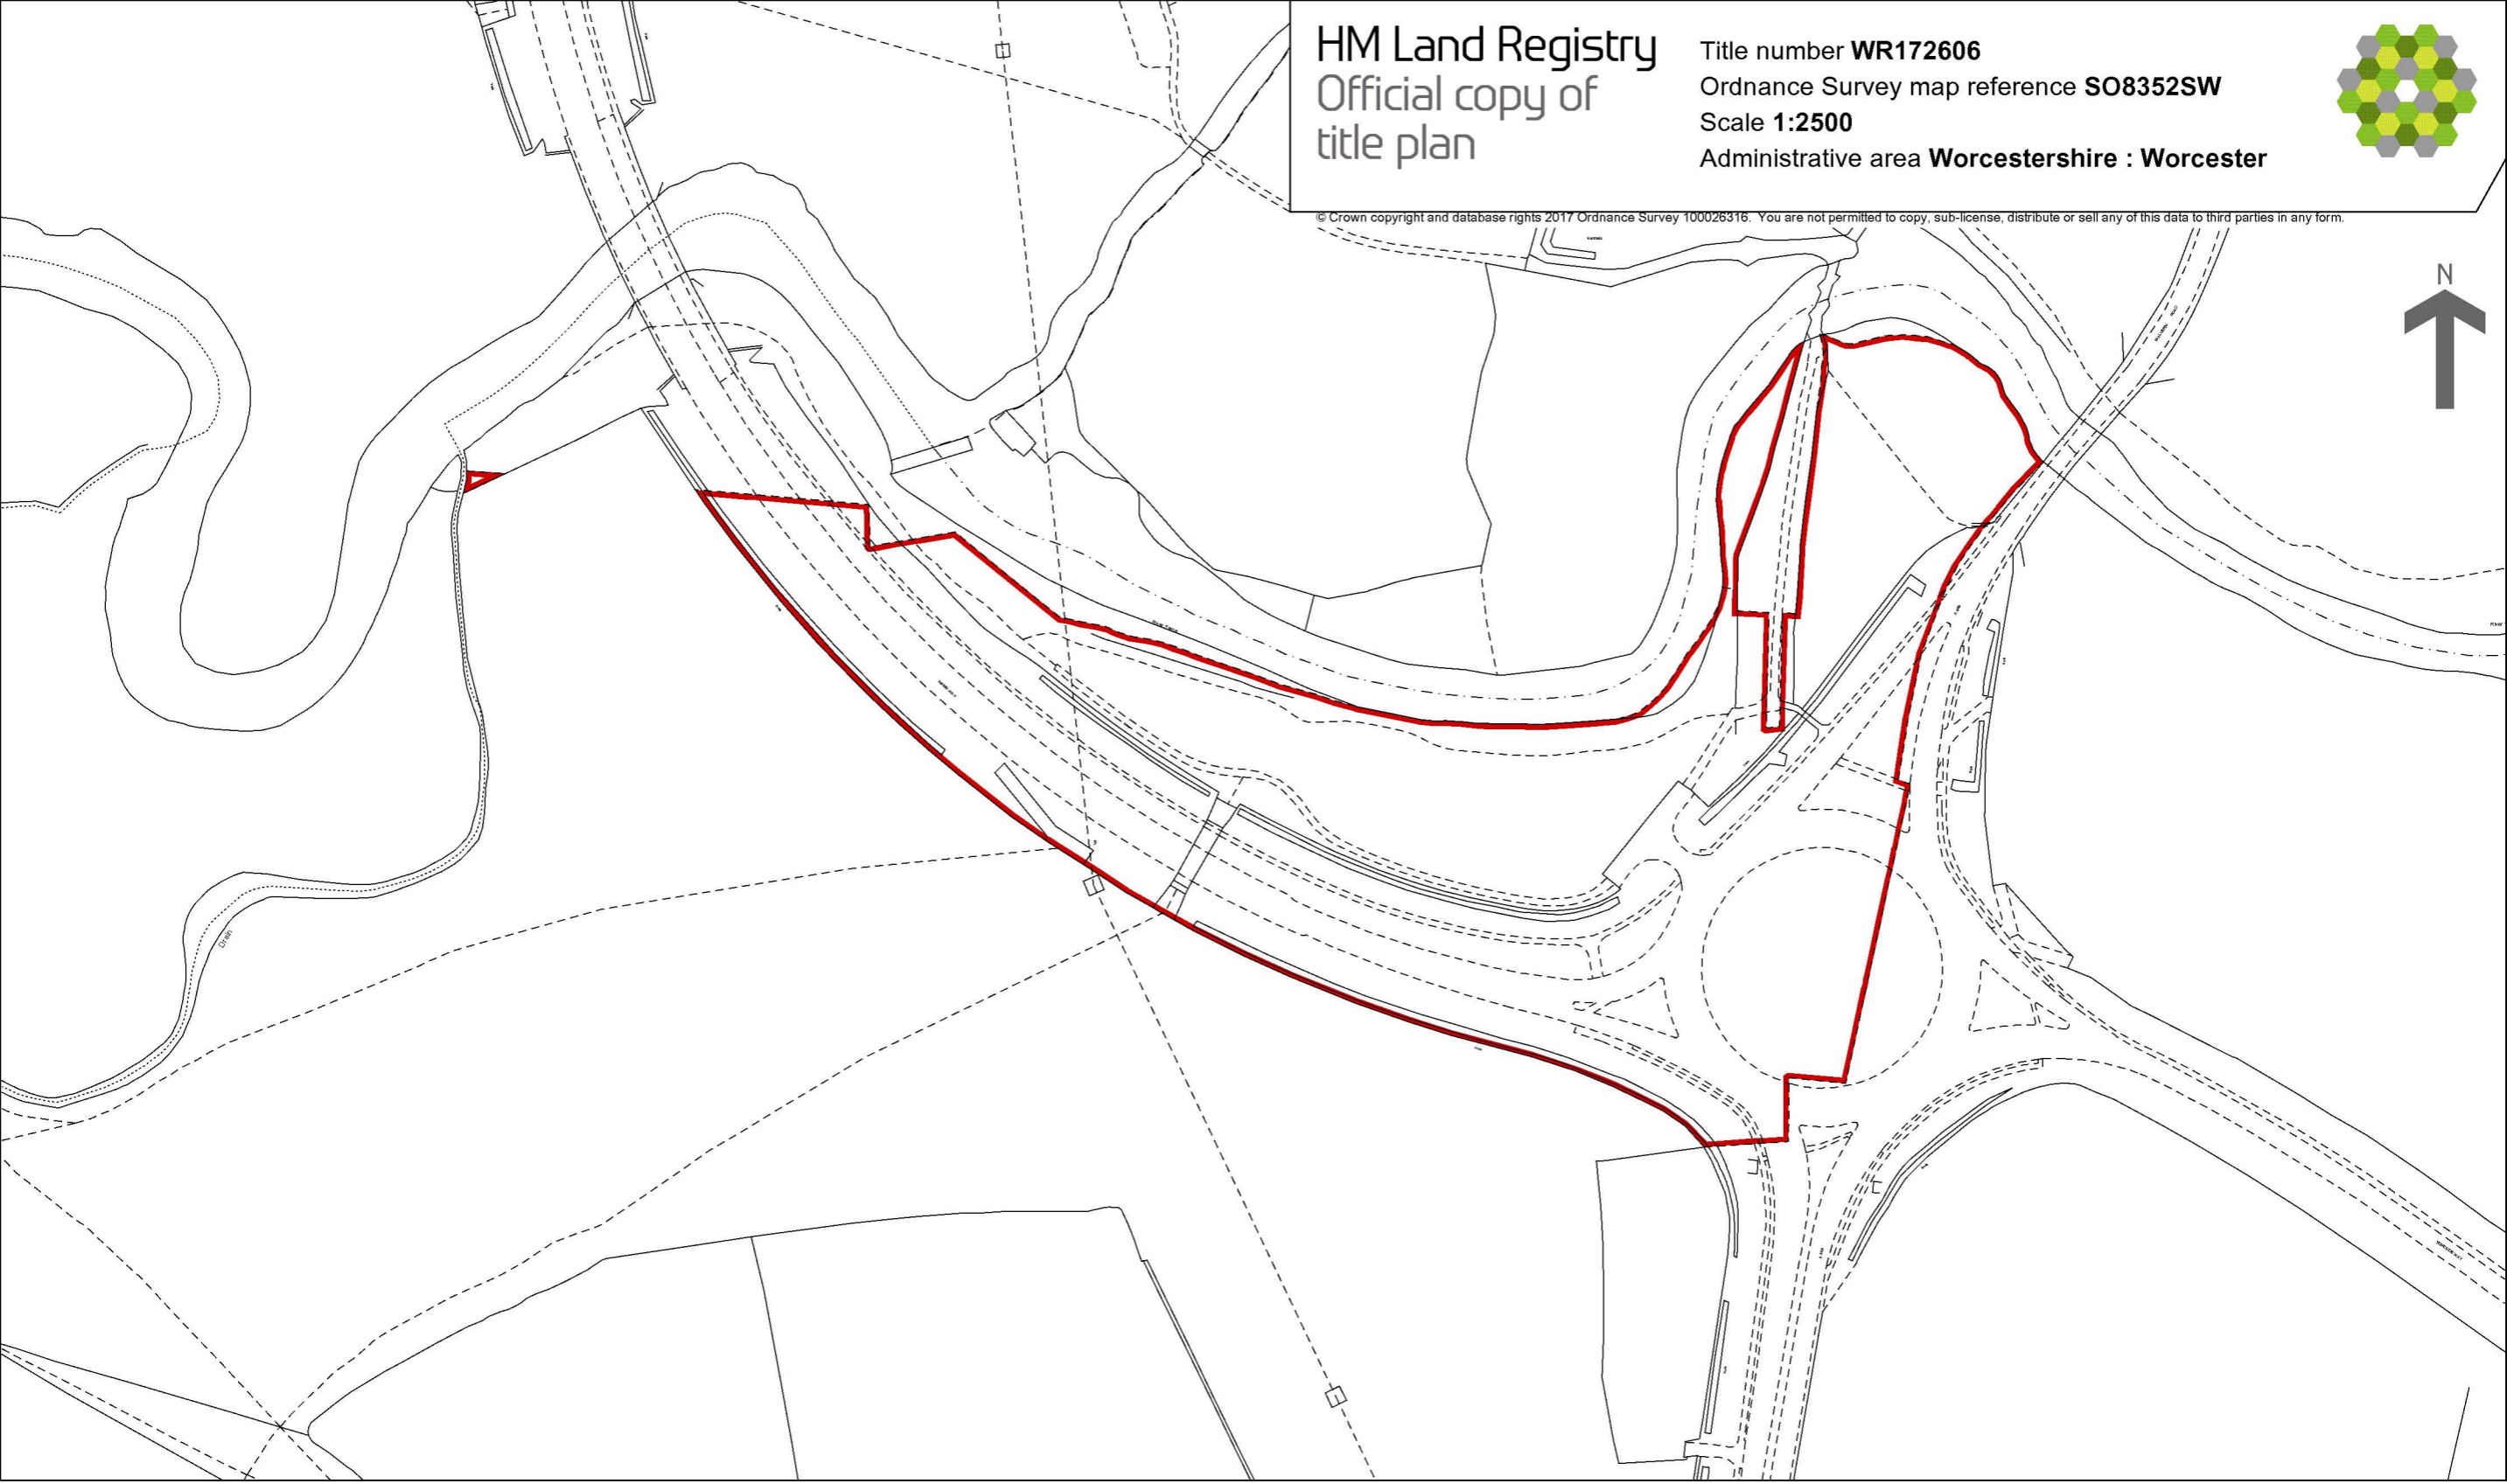 HM Land Registry
Official copy of
title plan
Title number WR172606
Ordnance Survey map reference SO8352SW
Scale 1:2500
Administrative area Worcestershire : Worcester
© Crown copyright and database rights 2017 Ordnance Survey 100026316. You are not permitted to copy, sub-license, distribute or sell any of this data to third parties in any form.
N
Drain